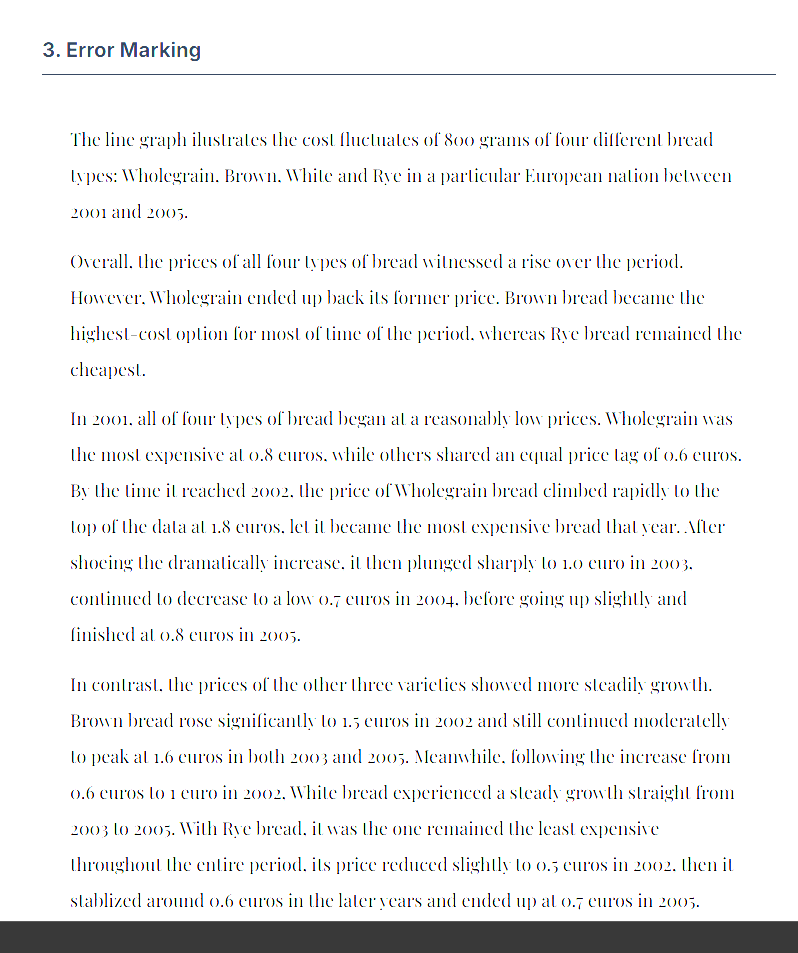 3. Error Marking
The line graph ilustrates the cost fluctuates of 800 grams of four different bread
types: Wholegrain, Brown, White and Rye in a particular European nation between
2001 and 2005.
Overall, the prices of all four types of bread witnessed a rise over the period.
However, Wholegrain ended up back its former price. Brown bread became the
highest-cost option for most of time of the period, whereas Rye bread remained the
cheapest.
In 2001, all of four types of bread began at a reasonably low prices. Wholegrain was
the most expensive at 0.8 euros, while others shared an equal price tag of 0.6 euros.
By the time it reached 2002, the price of Wholegrain bread climbed rapidly to the
top of the data at 1.8 euros, let it became the most expensive bread that year. After
shoeing the dramatically increase, it then plunged sharply to 1.0 euro in 2003,
continued to decrease to a low 0.7 euros in 2004, before going up slightly and
finished at 0.8 euros in 2005.
In contrast, the prices of the other three varieties showed more steadily growth.
Brown bread rose significantly to 1.5 euros in 2002 and still continued moderatelly
to peak at 1.6 euros in both 2003 and 2005. Meanwhile, following the increase from
0.6 euros to 1 euro in 2002, White bread experienced a steady growth straight from
2003 to 2005. With Rye bread, it was the one remained the least expensive
throughout the entire period, its price reduced slightly to 0.5 euros in 2002, then it
stablized around 0.6 euros in the later years and ended up at 0.7 euros in 2005.